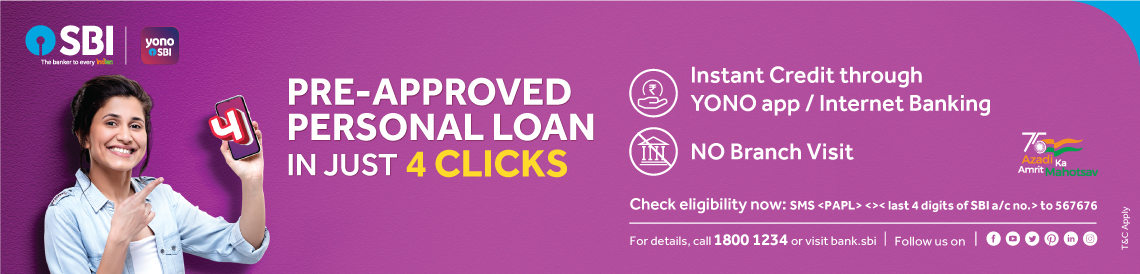 SBI
The banker to every Indian
yono
SBI
प
PRE-APPROVED
PERSONAL LOAN
IN JUST 4 CLICKS
Instant Credit through
YONO app / Internet Banking
NO Branch Visit
75
Azadi Ka
Amrit Mahotsav
Check eligibility now: SMS <PAPL> <>< last 4 digits of SBI a/c no.> to 567676
For details, call 1800 1234 or visit bank.sbi | Follow us on |
T&C Apply